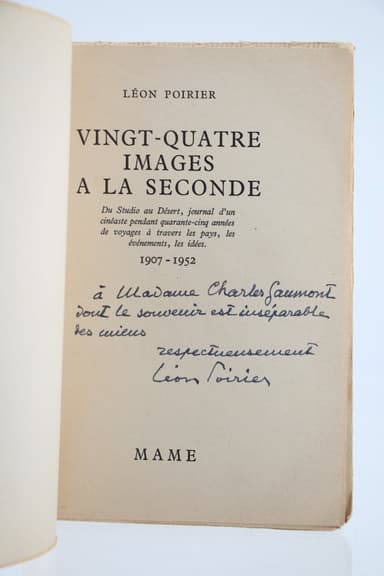 LÉON POIRIER
VINGT-QUATRE
IMAGES
A LA SECONDE
Du Studio au Désert, journal d'un
cinéaste pendant quarante-cinq années
de voyages à travers les pays, les
événements, les idées.
1907 - 1952
à Madame Charles Gaumont
dont le souvenir est inséparable
des miens
respectueusement
Léon Poirier
MAME